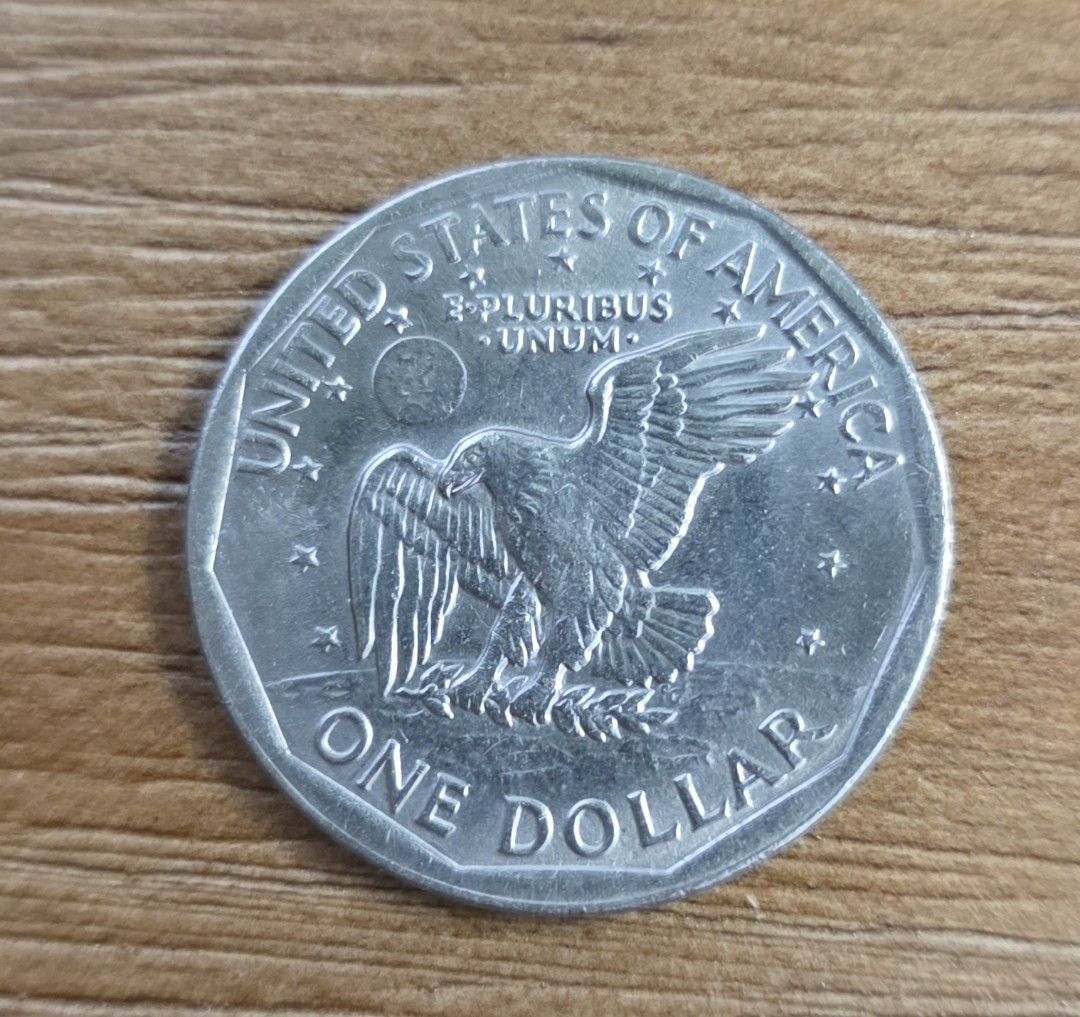 UNITED STATES OF AMERICA
E·PLURIBUS
·UNUM·
ONE DOLLAR